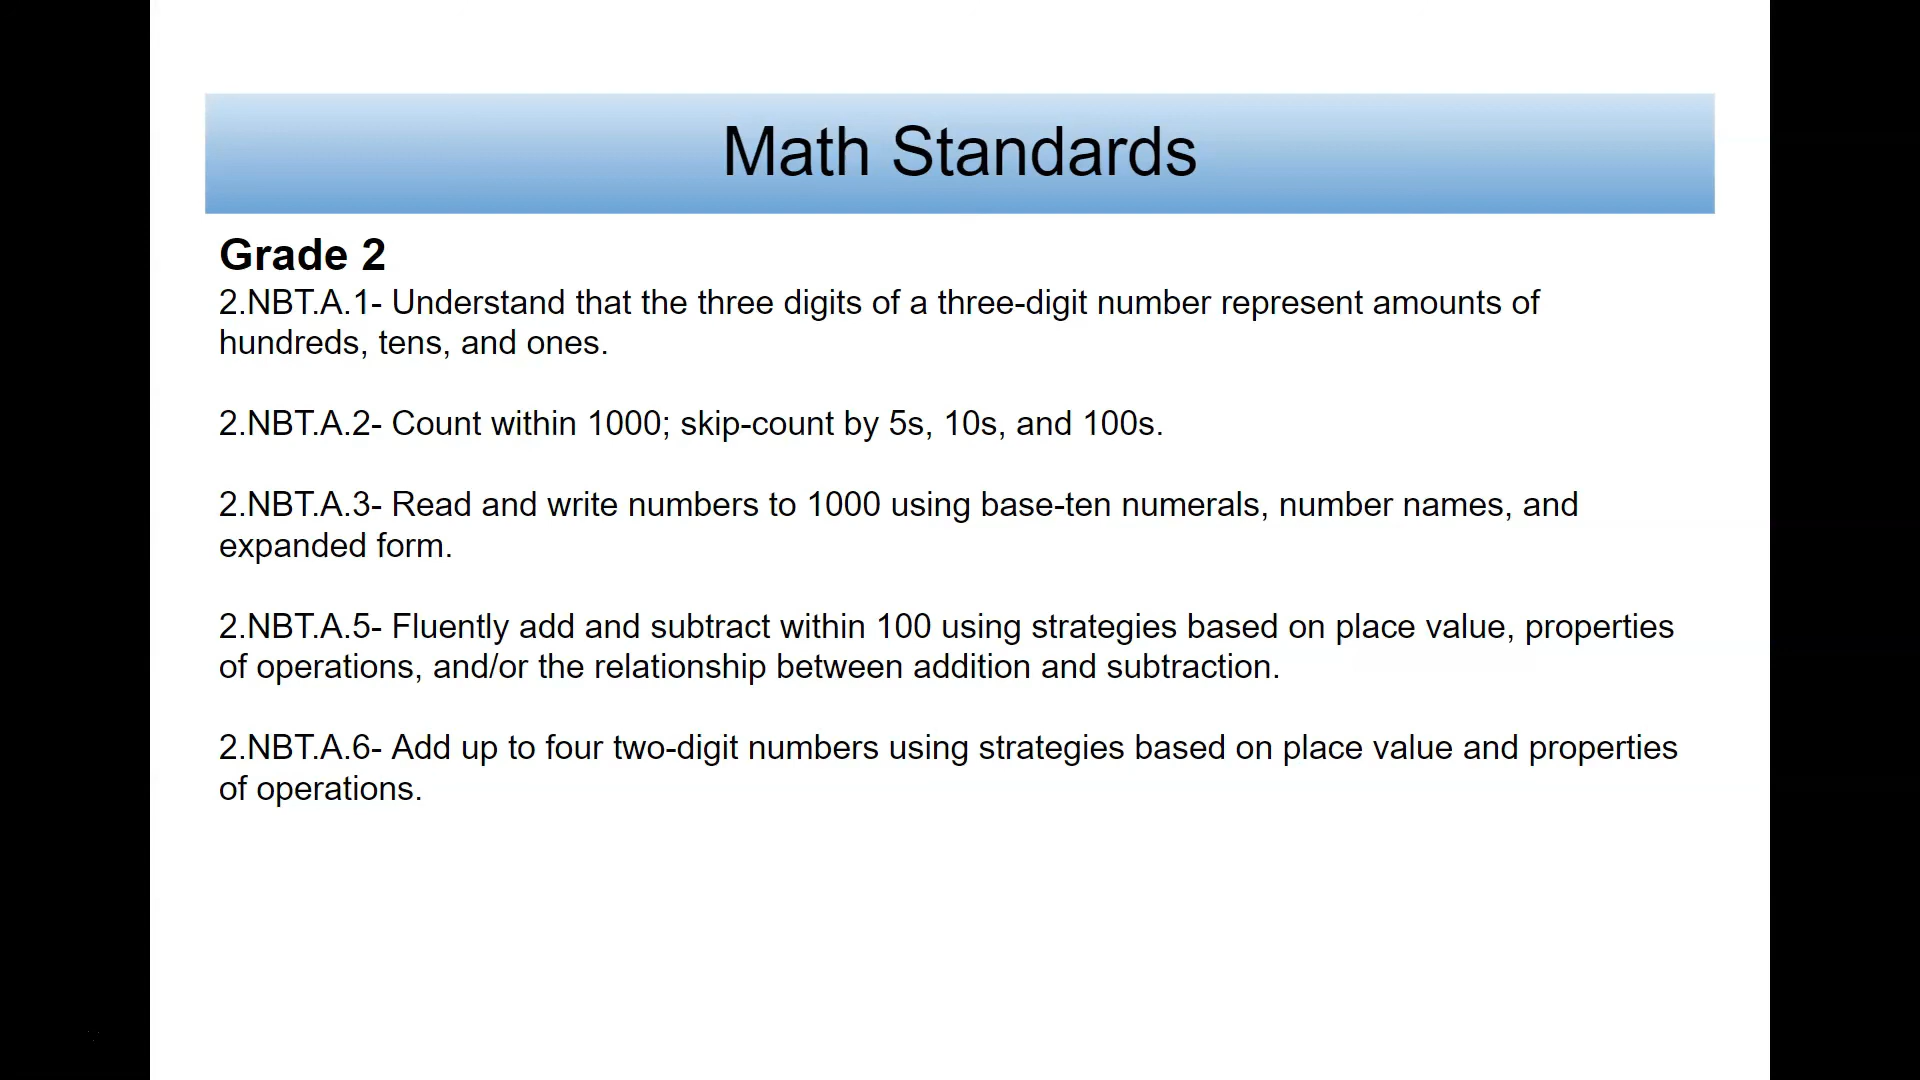 Math Standards
Grade 2
2.NBT.A.1- Understand that the three digits of a three-digit number represent amounts of
hundreds, tens, and ones.
2.NBT.A.2- Count within 1000; skip-count by 5s, 10s, and 100s.
2.NBT.A.3- Read and write numbers to 1000 using base-ten numerals, number names, and
expanded form.
2.NBT.A.5- Fluently add and subtract within 100 using strategies based on place value, properties
of operations, and/or the relationship between addition and subtraction.
2.NBT.A.6- Add up to four two-digit numbers using strategies based on place value and properties
of operations.